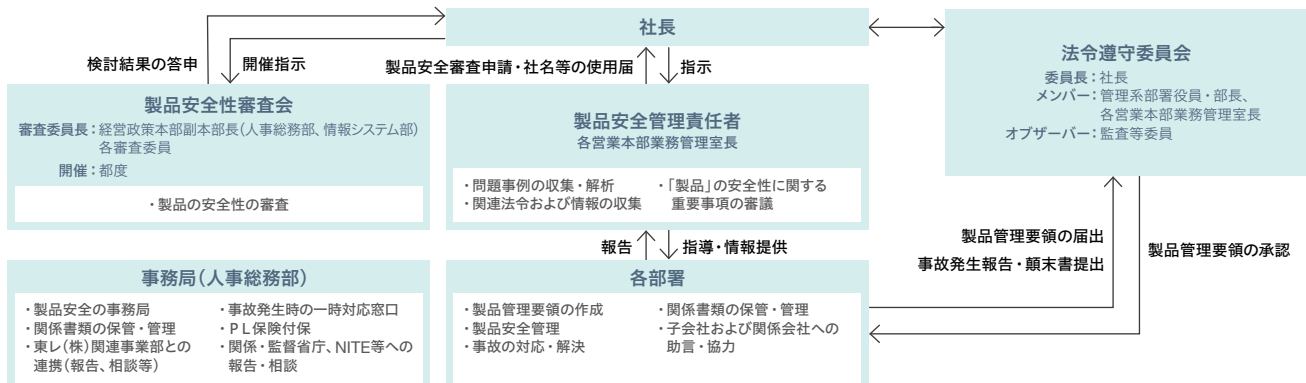 社長
検討結果の答申
開催指示
製品安全審査申請・社名等の使用届
指示
製品安全性審査会
審査委員長：経営政策本部副本部長（人事総務部、情報システム部）
各審査委員
開催：都度
・製品の安全性の審査
製品安全管理責任者
各営業本部業務管理室長
・問題事例の収集・解析
・関連法令および情報の収集
・「製品」の安全性に関する
重要事項の審議
法令遵守委員会
委員長：社長
メンバー：管理系部署役員・部長、
各営業本部業務管理室長
オブザーバー：監査等委員
報告
指導・情報提供
製品管理要領の届出
事故発生報告・顛末書提出
製品管理要領の承認
事務局（人事総務部）
・製品安全の事務局
・関係書類の保管・管理
・東レ（株）関連事業部との
連携（報告、相談等）
・事故発生時の一時対応窓口
・ＰＬ保険付保
・関係・監督省庁、NITE等への
報告・相談
各部署
・製品管理要領の作成
・製品安全管理
・事故の対応・解決
・関係書類の保管・管理
・子会社および関係会社への
助言・協力